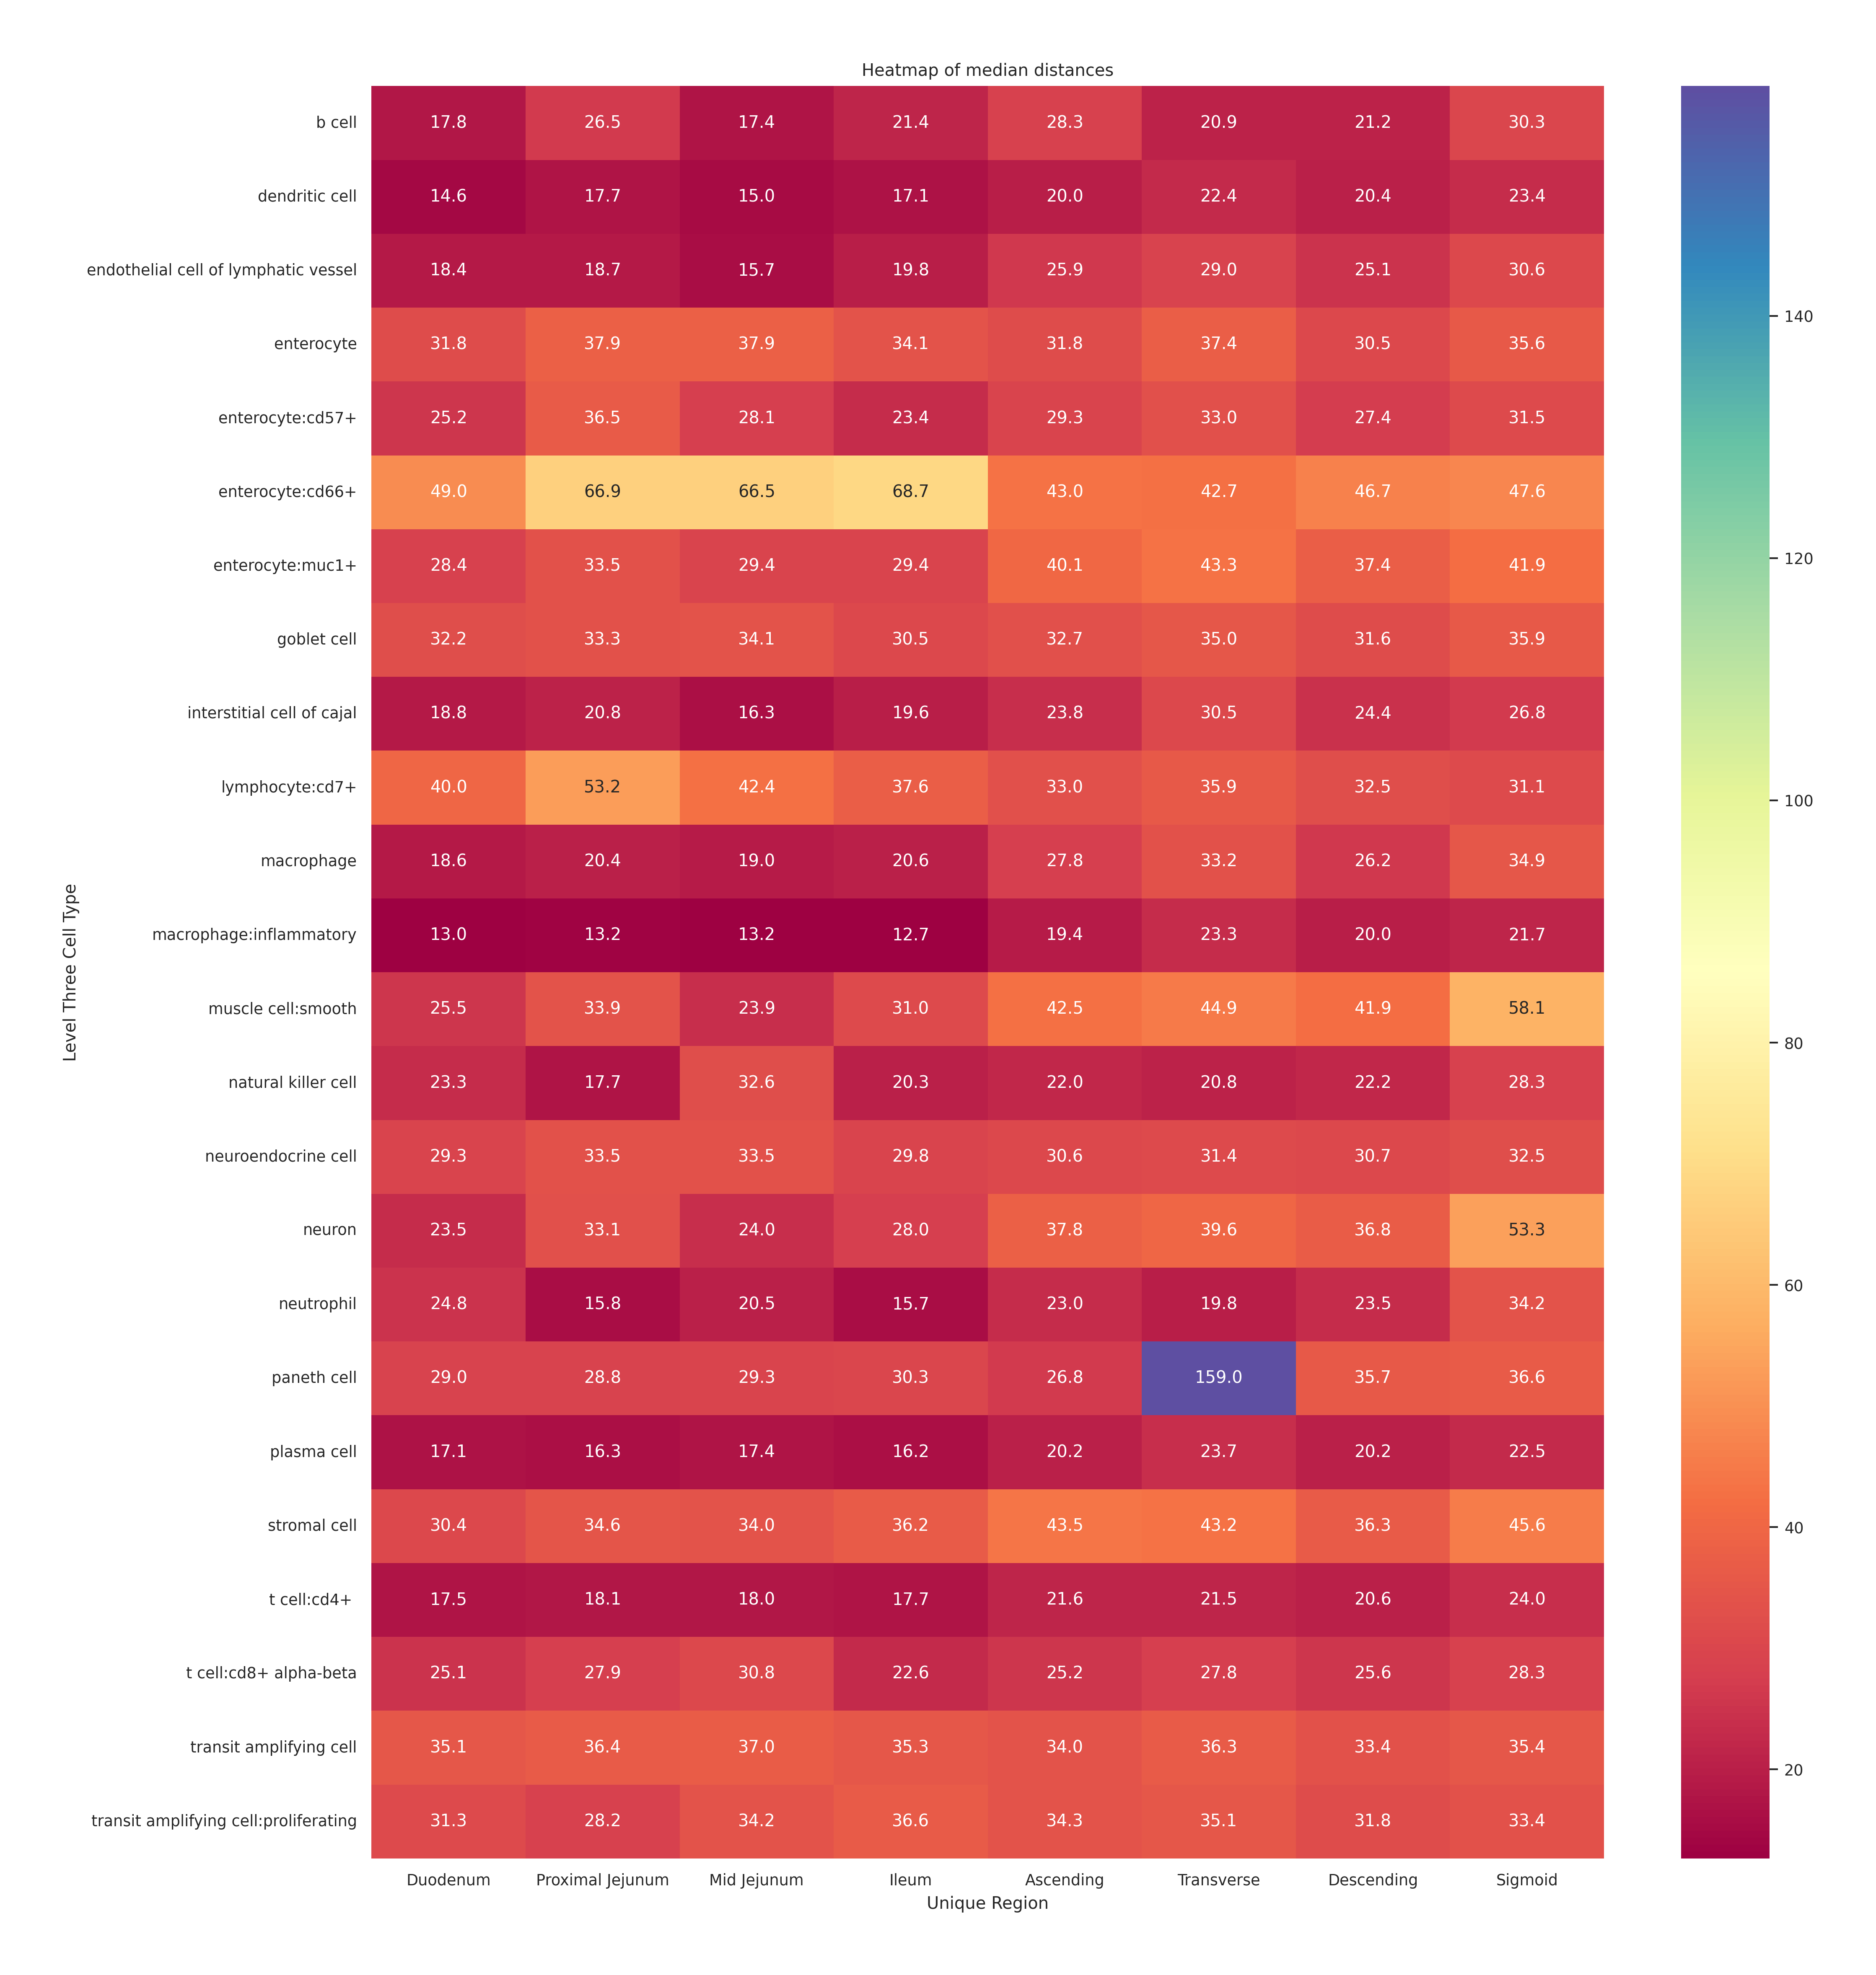 Heatmap of median distances
b cell 17.8 26.5 17.4 21.4 28.3 20.9 21.2 30.3
dendritic cell 14.6 17.7 15.0 17.1 20.0 22.4 20.4 23.4
endothelial cell of lymphatic vessel 18.4 18.7 15.7 19.8 25.9 29.0 25.1 30.6
enterocyte 31.8 37.9 37.9 34.1 31.8 37.4 30.5 35.6
enterocyte:cd57+ 25.2 36.5 28.1 23.4 29.3 33.0 27.4 31.5
enterocyte:cd66+ 49.0 66.9 66.5 68.7 43.0 42.7 46.7 47.6
enterocyte:muc1+ 28.4 33.5 29.4 29.4 40.1 43.3 37.4 41.9
goblet cell 32.2 33.3 34.1 30.5 32.7 35.0 31.6 35.9
interstitial cell of cajal 18.8 20.8 16.3 19.6 23.8 30.5 24.4 26.8
lymphocyte:cd7+ 40.0 53.2 42.4 37.6 33.0 35.9 32.5 31.1
macrophage 18.6 20.4 19.0 20.6 27.8 33.2 26.2 34.9
macrophage:inflammatory 13.0 13.2 13.2 12.7 19.4 23.3 20.0 21.7
muscle cell:smooth 25.5 33.9 23.9 31.0 42.5 44.9 41.9 58.1
natural killer cell 23.3 17.7 32.6 20.3 22.0 20.8 22.2 28.3
neuroendocrine cell 29.3 33.5 33.5 29.8 30.6 31.4 30.7 32.5
neuron 23.5 33.1 24.0 28.0 37.8 39.6 36.8 53.3
neutrophil 24.8 15.8 20.5 15.7 23.0 19.8 23.5 34.2
paneth cell 29.0 28.8 29.3 30.3 26.8 159.0 35.7 36.6
plasma cell 17.1 16.3 17.4 16.2 20.2 23.7 20.2 22.5
stromal cell 30.4 34.6 34.0 36.2 43.5 43.2 36.3 45.6
t cell:cd4+ 17.5 18.1 18.0 17.7 21.6 21.5 20.6 24.0
t cell:cd8+ alpha-beta 25.1 27.9 30.8 22.6 25.2 27.8 25.6 28.3
transit amplifying cell 35.1 36.4 37.0 35.3 34.0 36.3 33.4 35.4
transit amplifying cell:proliferating 31.3 28.2 34.2 36.6 34.3 35.1 31.8 33.4
Duodenum Proximal Jejunum Mid Jejunum Ileum Ascending Transverse Descending Sigmoid
Unique Region
Level Three Cell Type
140
120
100
80
60
40
20